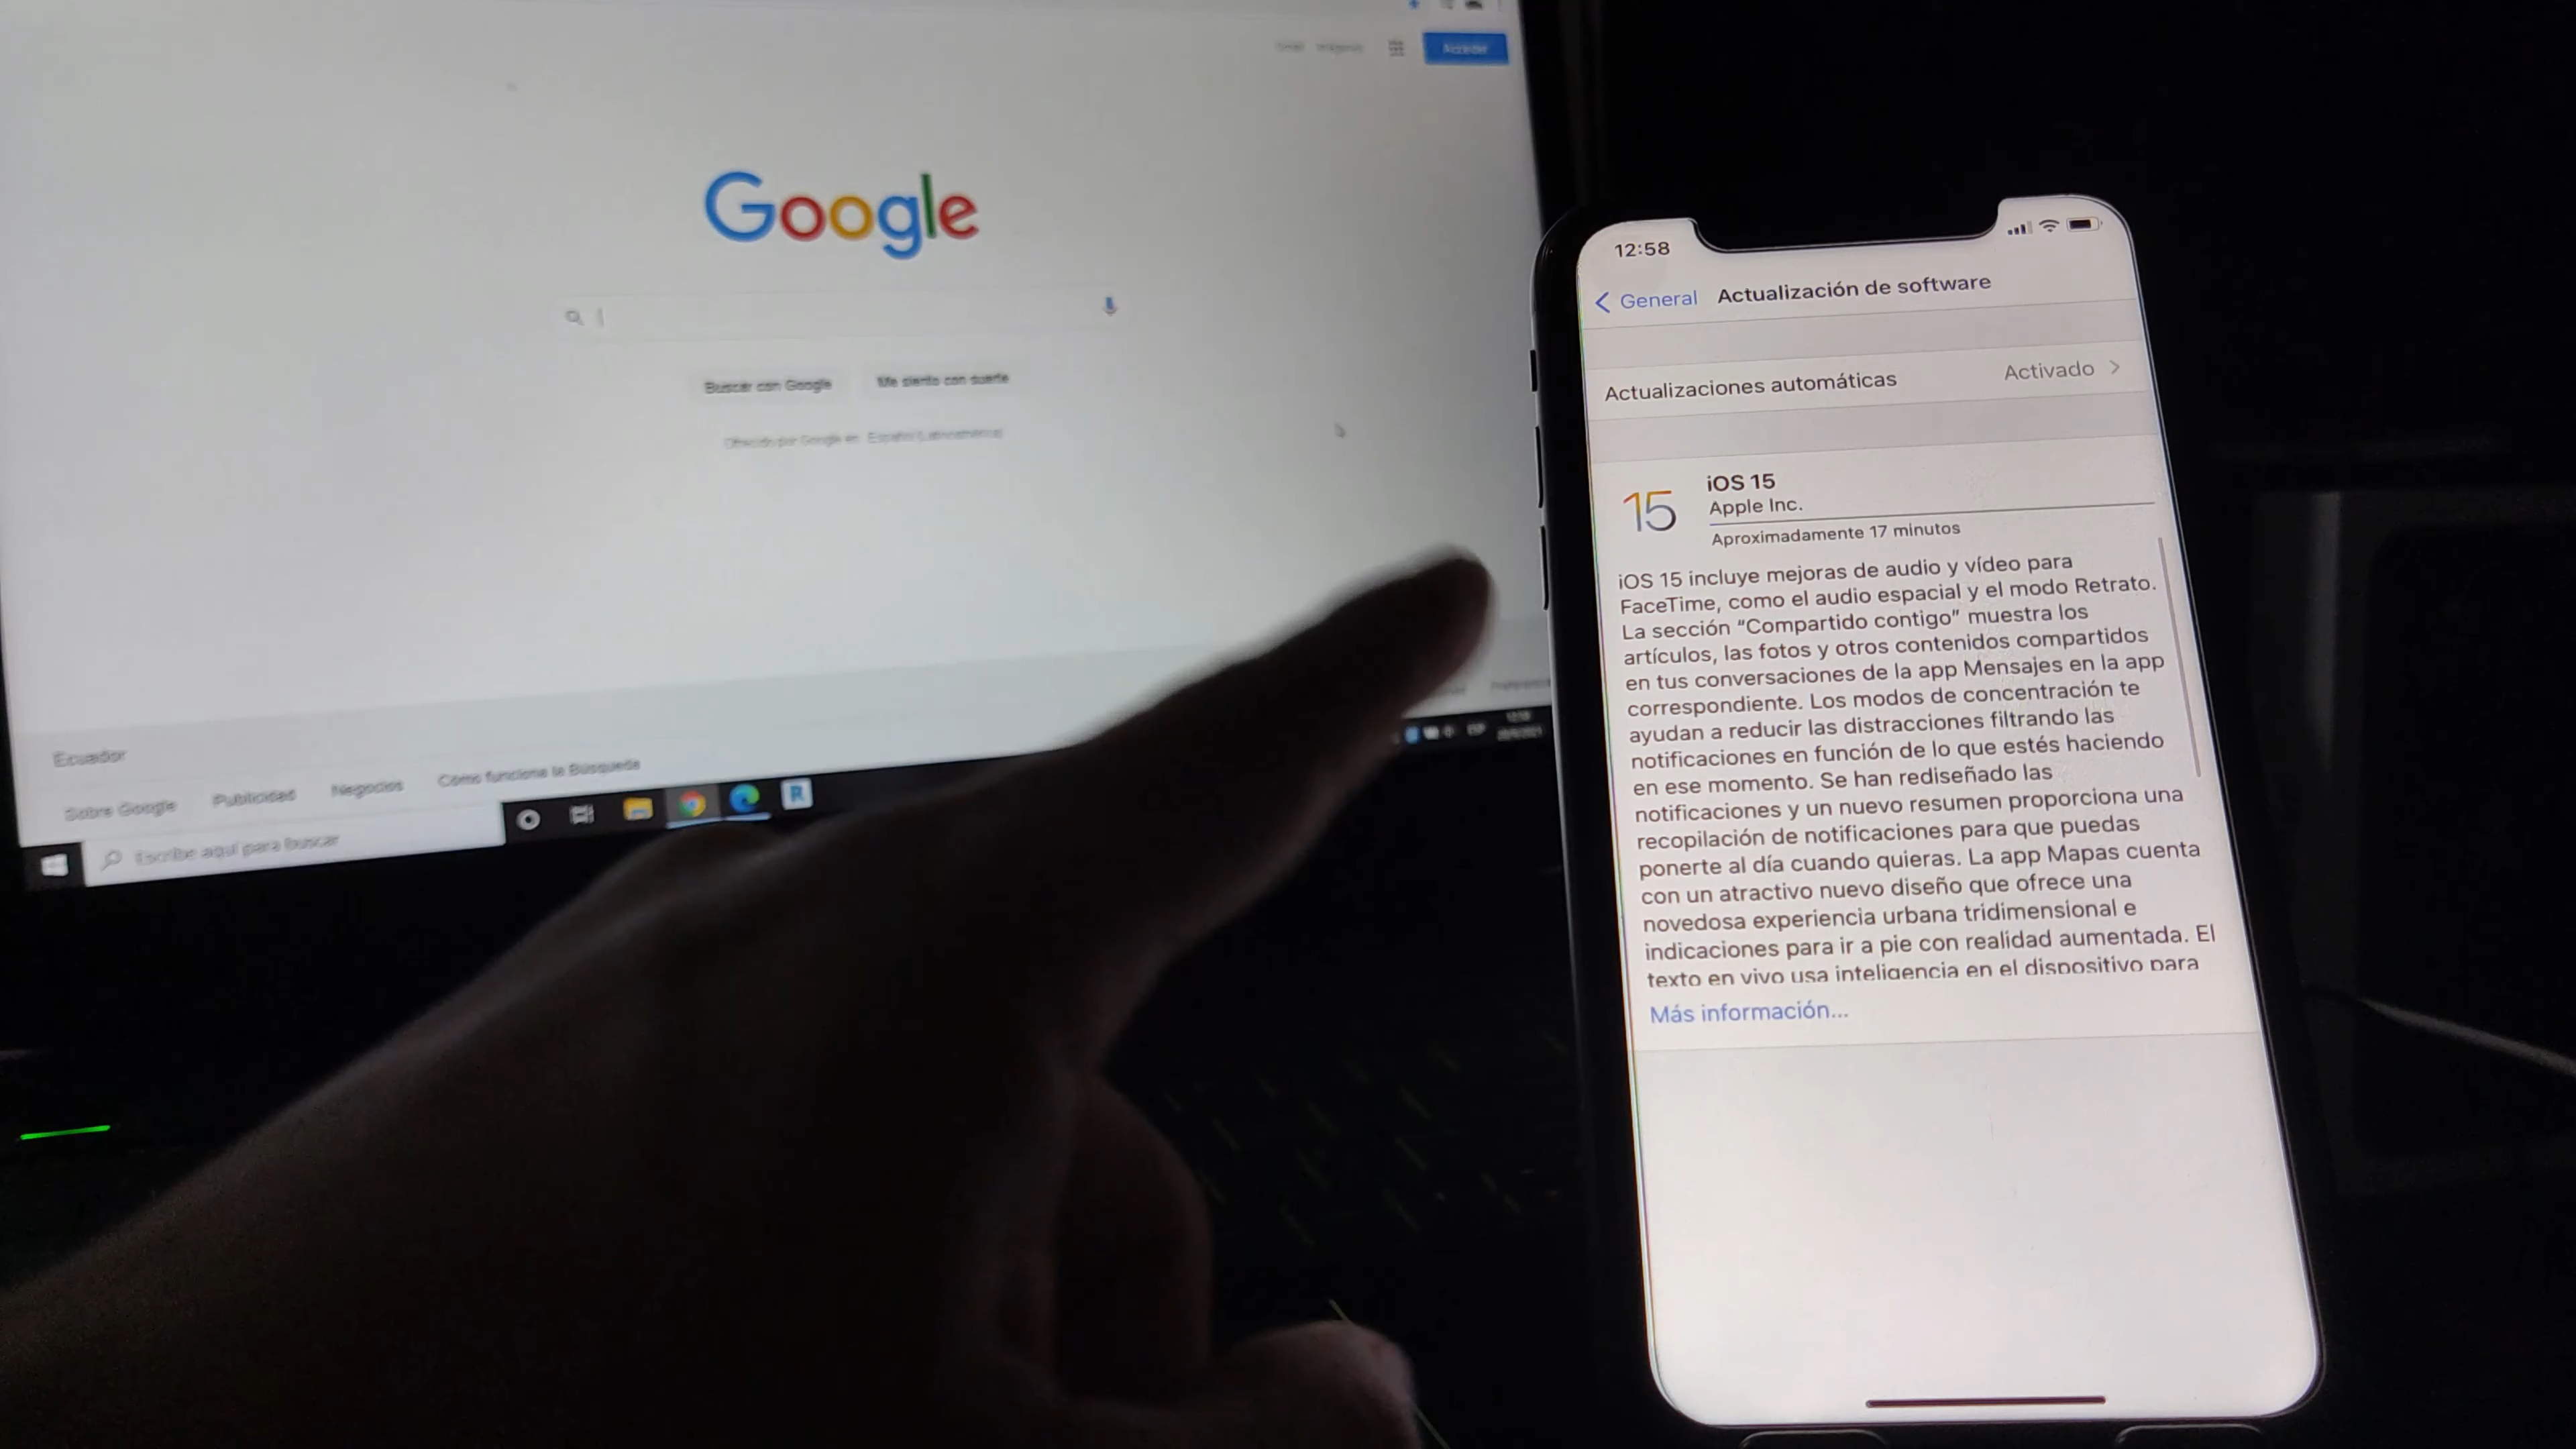 Acceder
Google
Buscar con Google
Me siento con suerte
Ofrecido por Google en Español (Latinoamérica)
Ecuador
Sobre Google
Publicidad
Negocios
Cómo funciona la Búsqueda
Escribe aquí para buscar
R
ESP
12:58
General
Actualización de software
Actualizaciones automáticas
Activado
15
iOS 15
Apple Inc.
Aproximadamente 17 minutos
iOS 15 incluye mejoras de audio y vídeo para
FaceTime, como el audio espacial y el modo Retrato.
La sección “Compartido contigo” muestra los
artículos, las fotos y otros contenidos compartidos
en tus conversaciones de la app Mensajes en la app
correspondiente. Los modos de concentración te
ayudan a reducir las distracciones filtrando las
notificaciones en función de lo que estés haciendo
en ese momento. Se han rediseñado las
notificaciones y un nuevo resumen proporciona una
recopilación de notificaciones para que puedas
ponerte al día cuando quieras. La app Mapas cuenta
con un atractivo nuevo diseño que ofrece una
novedosa experiencia urbana tridimensional e
indicaciones para ir a pie con realidad aumentada. El
texto en vivo usa inteligencia en el dispositivo para
Más información...